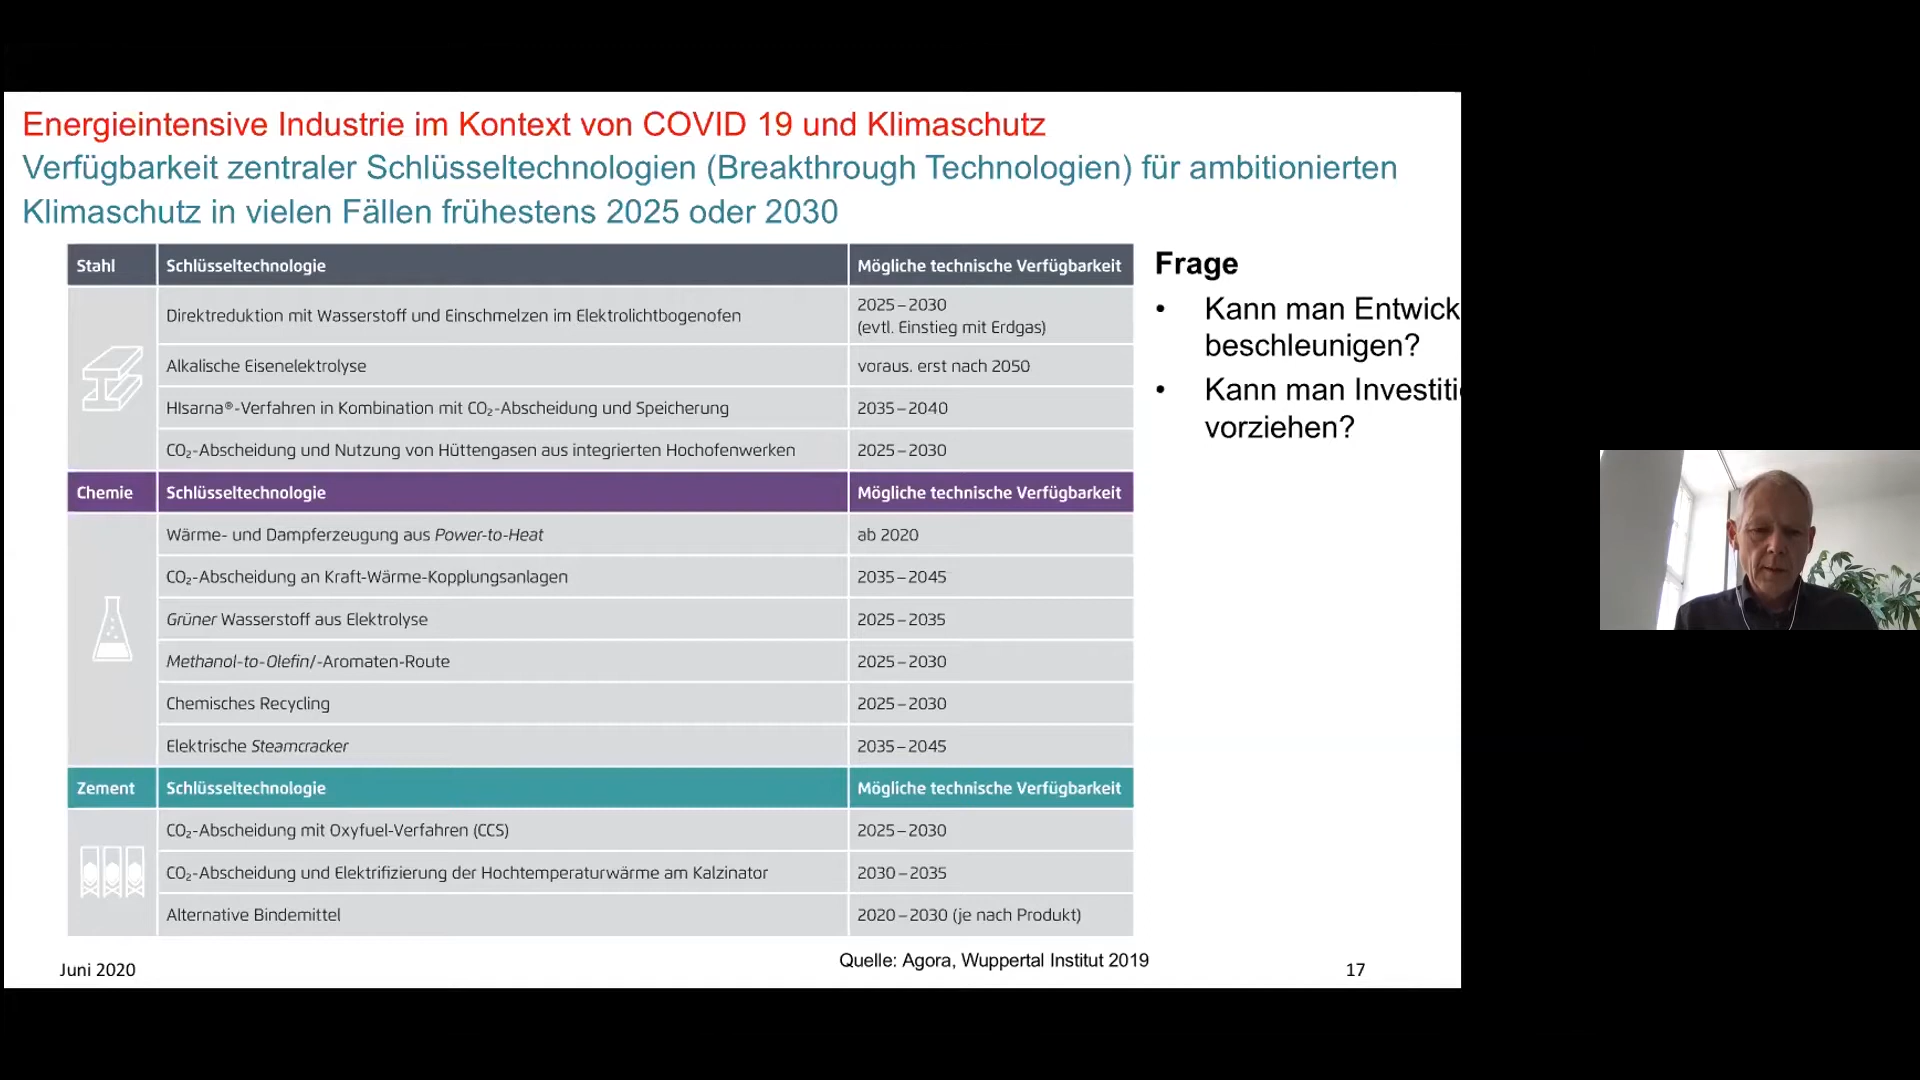 Energieintensive Industrie im Kontext von COVID 19 und Klimaschutz
Verfügbarkeit zentraler Schlüsseltechnologien (Breakthrough Technologien) für ambitionierten
Klimaschutz in vielen Fällen frühestens 2025 oder 2030
Stahl Schlüsseltechnologie Mögliche technische Verfügbarkeit
Direktreduktion mit Wasserstoff und Einschmelzen im Elektrolichtbogenofen 2025–2030
(evtl. Einstieg mit Erdgas)
Alkalische Eisenelektrolyse voraus. erst nach 2050
HIsarna®-Verfahren in Kombination mit CO₂-Abscheidung und Speicherung 2035–2040
CO₂-Abscheidung und Nutzung von Hüttengasen aus integrierten Hochofenwerken 2025–2030
Chemie Schlüsseltechnologie Mögliche technische Verfügbarkeit
Wärme- und Dampferzeugung aus Power-to-Heat ab 2020
CO₂-Abscheidung an Kraft-Wärme-Kopplungsanlagen 2035–2045
Grüner Wasserstoff aus Elektrolyse 2025–2035
Methanol-to-Olefin/-Aromaten-Route 2025–2030
Chemisches Recycling 2025–2030
Elektrische Steamcracker 2035–2045
Zement Schlüsseltechnologie Mögliche technische Verfügbarkeit
CO₂-Abscheidung mit Oxyfuel-Verfahren (CCS) 2025–2030
CO₂-Abscheidung und Elektrifizierung der Hochtemperaturwärme am Kalzinator 2030–2035
Alternative Bindemittel 2020–2030 (je nach Produkt)
Frage
• Kann man Entwick
beschleunigen?
• Kann man Investiti
vorziehen?
Quelle: Agora, Wuppertal Institut 2019
Juni 2020
17